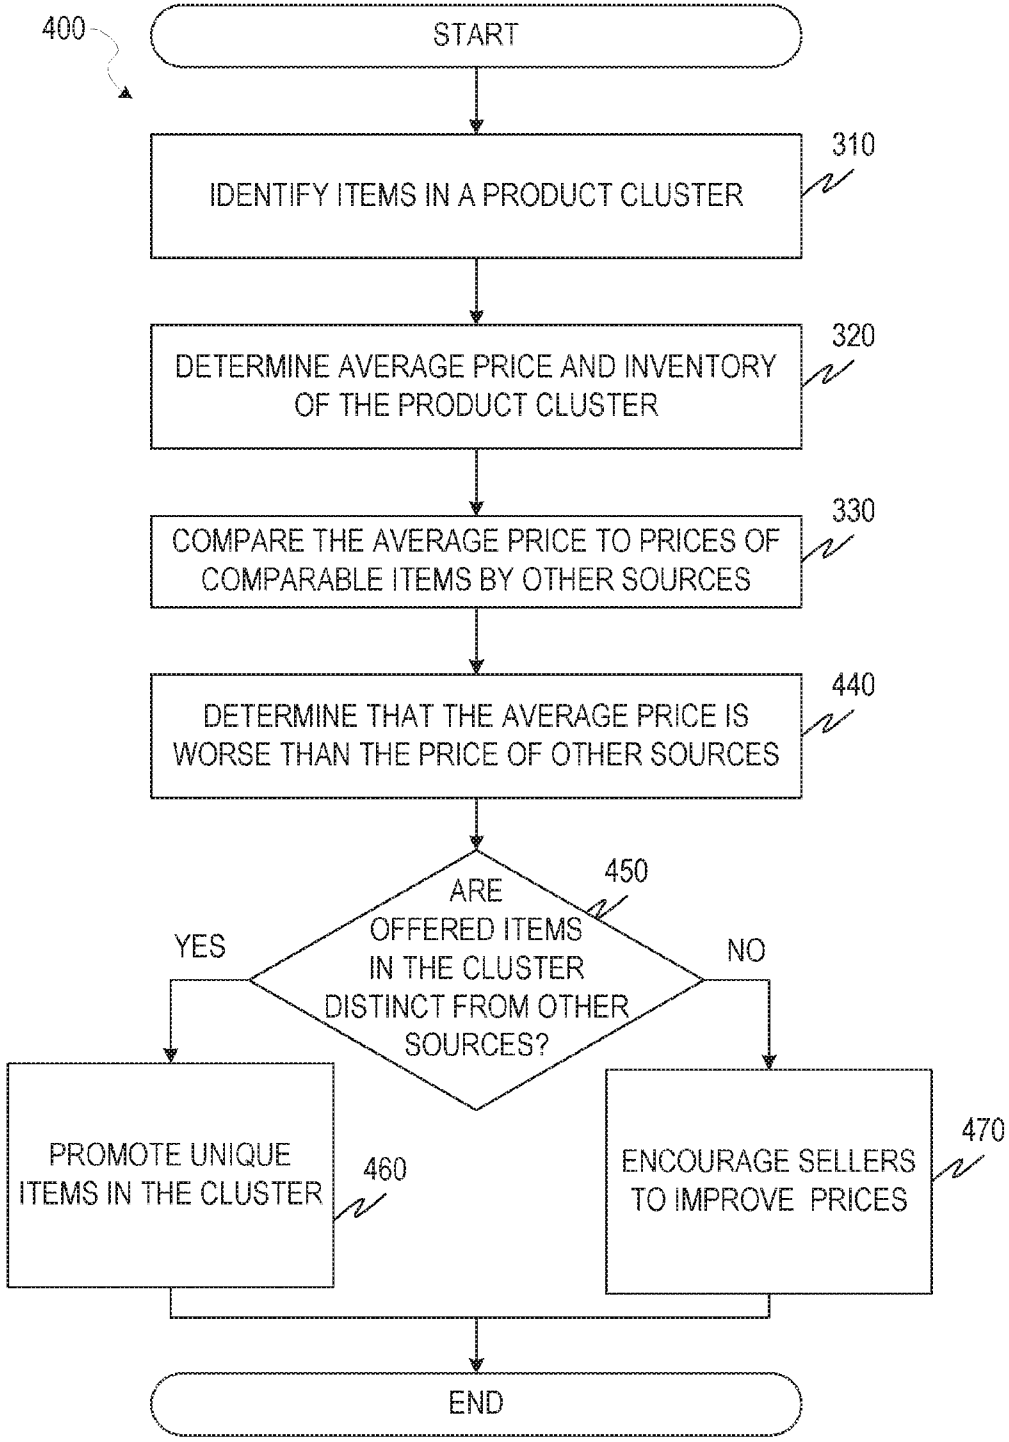 400
START
310
IDENTIFY ITEMS IN A PRODUCT CLUSTER
320
DETERMINE AVERAGE PRICE AND INVENTORY
OF THE PRODUCT CLUSTER
330
COMPARE THE AVERAGE PRICE TO PRICES OF
COMPARABLE ITEMS BY OTHER SOURCES
440
DETERMINE THAT THE AVERAGE PRICE IS
WORSE THAN THE PRICE OF OTHER SOURCES
450
ARE
OFFERED ITEMS
IN THE CLUSTER
DISTINCT FROM OTHER
SOURCES?
YES
NO
PROMOTE UNIQUE
ITEMS IN THE CLUSTER
460
ENCOURAGE SELLERS
TO IMPROVE PRICES
470
END